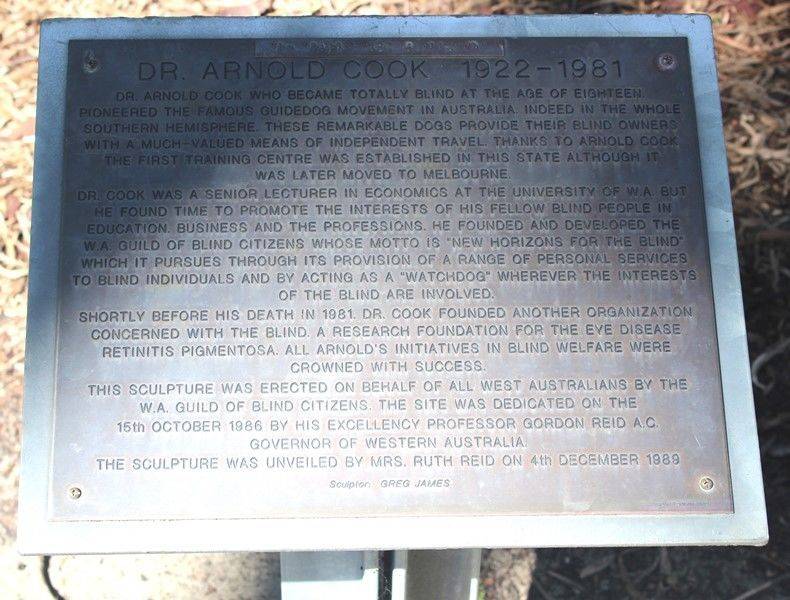 DR. ARNOLD COOK 1922-1981
DR. ARNOLD COOK WHO BECAME TOTALLY BLIND AT THE AGE OF EIGHTEEN,
PIONEERED THE FAMOUS GUIDEDOG MOVEMENT IN AUSTRALIA. INDEED IN THE WHOLE
SOUTHERN HEMISPHERE. THESE REMARKABLE DOGS PROVIDE THEIR BLIND OWNERS
WITH A MUCH-VALUED MEANS OF INDEPENDENT TRAVEL. THANKS TO ARNOLD COOK
THE FIRST TRAINING CENTRE WAS ESTABLISHED IN THIS STATE ALTHOUGH IT
WAS LATER MOVED TO MELBOURNE.
DR. COOK WAS A SENIOR LECTURER IN ECONOMICS AT THE UNIVERSITY OF W.A. BUT
HE FOUND TIME TO PROMOTE THE INTERESTS OF HIS FELLOW BLIND PEOPLE IN
EDUCATION. BUSINESS AND THE PROFESSIONS. HE FOUNDED AND DEVELOPED THE
W.A. GUILD OF BLIND CITIZENS WHOSE MOTTO IS "NEW HORIZONS FOR THE BLIND"
WHICH IT PURSUES THROUGH ITS PROVISION OF A RANGE OF PERSONAL SERVICES
TO BLIND INDIVIDUALS AND BY ACTING AS A "WATCHDOG" WHEREVER THE INTERESTS
OF THE BLIND ARE INVOLVED.
SHORTLY BEFORE HIS DEATH IN 1981. DR. COOK FOUNDED ANOTHER ORGANIZATION
CONCERNED WITH THE BLIND. A RESEARCH FOUNDATION FOR THE EYE DISEASE
RETINITIS PIGMENTOSA. ALL ARNOLD'S INITIATIVES IN BLIND WELFARE WERE
CROWNED WITH SUCCESS.
THIS SCULPTURE WAS ERECTED ON BEHALF OF ALL WEST AUSTRALIANS BY THE
W.A. GUILD OF BLIND CITIZENS. THE SITE WAS DEDICATED ON THE
15th OCTOBER 1986 BY HIS EXCELLENCY PROFESSOR GORDON REID A.C.
GOVERNOR OF WESTERN AUSTRALIA.
THE SCULPTURE WAS UNVEILED BY MRS. RUTH REID ON 4th DECEMBER 1989
Sculptor: GREG JAMES